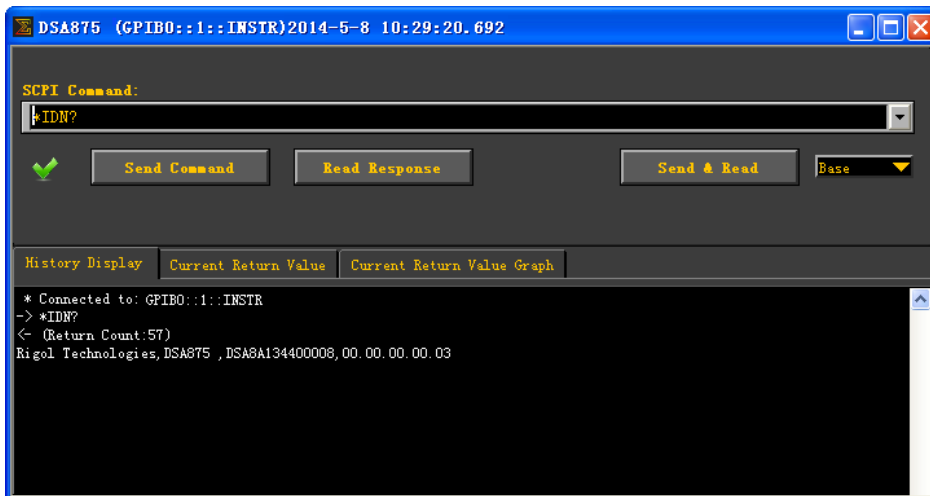 DSA875 (GPIB0::1::INSTR)2014-5-8 10:29:20.692
SCPI Command:
*IDN?
Send Command Read Response Send & Read Base
History Display Current Return Value Current Return Value Graph
* Connected to: GPIB0::1::INSTR
-> *IDN?
<- (Return Count:57)
Rigol Technologies,DSA875 ,DSA8A134400008,00.00.00.00.03